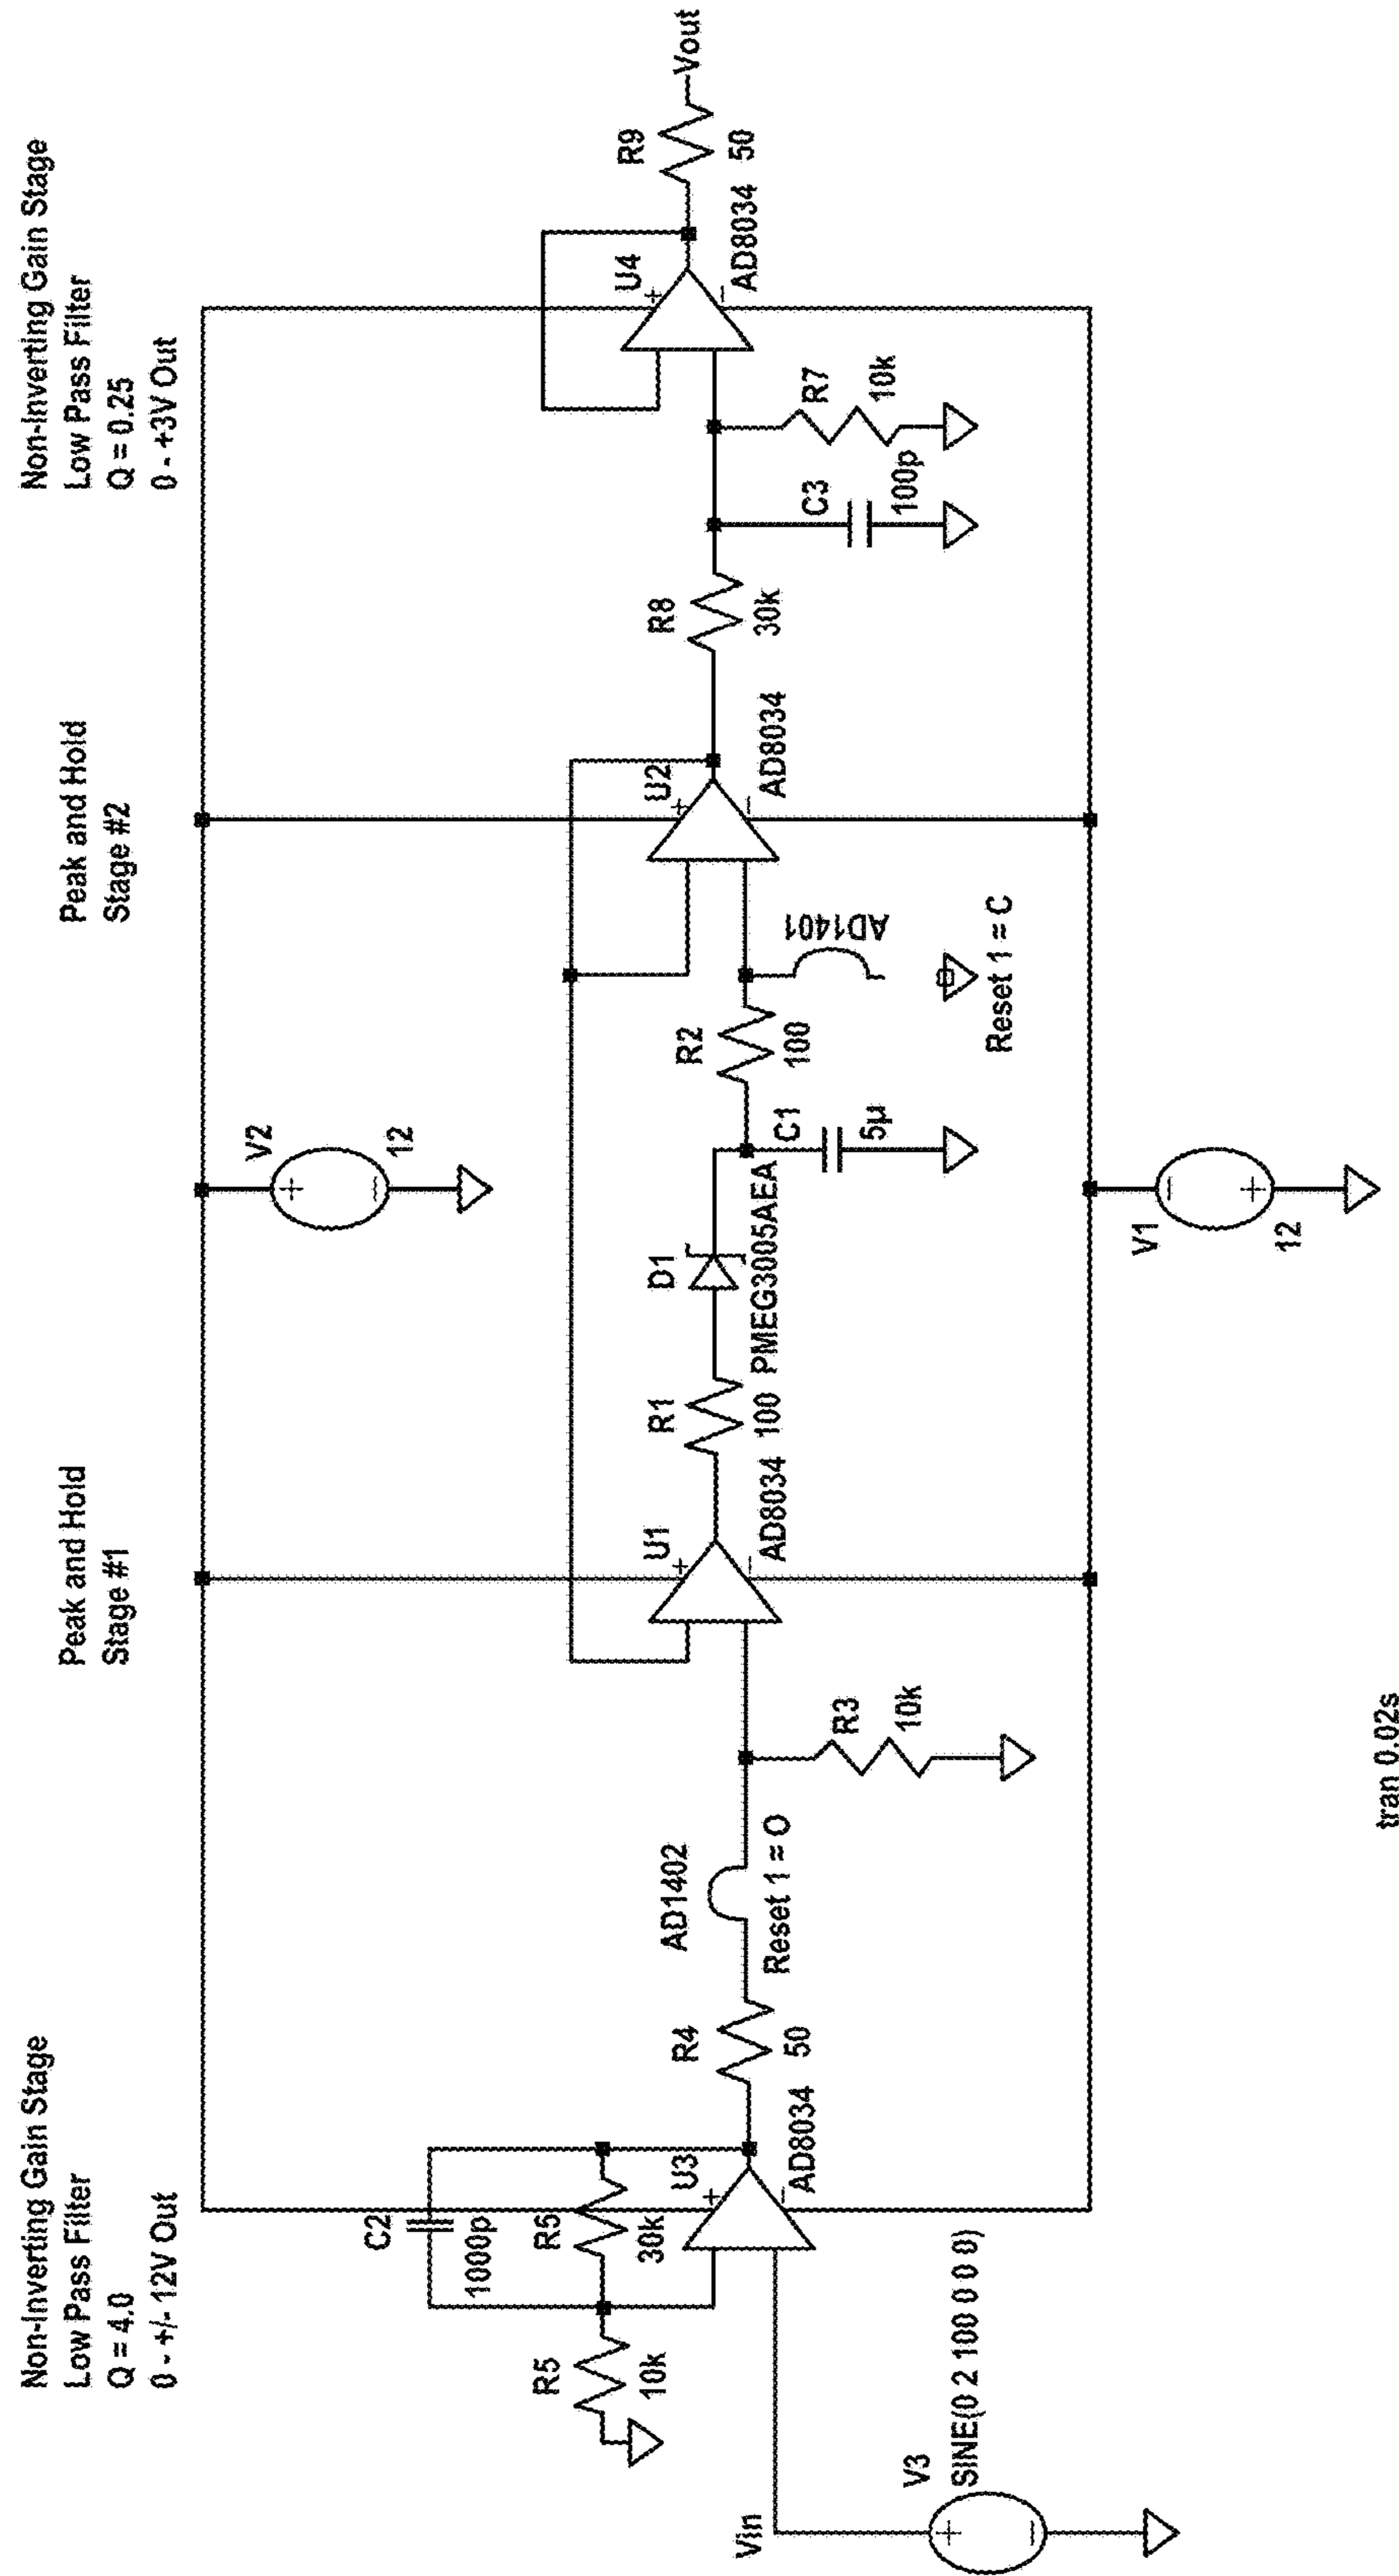 Non-Inverting Gain Stage
Low Pass Filter
Q = 4.0
0 - +/- 12V Out
Peak and Hold
Stage #1
Peak and Hold
Stage #2
Non-Inverting Gain Stage
Low Pass Filter
Q = 0.25
0 - +3V Out
V2
+
-
12
C2
1000p
R5
30k
R5
10k
U3
+
-
AD8034
Vin
V3
+
-
SINE(0 2 100 0 0 0)
R4
50
AD1402
Reset 1 = O
R3
10k
U1
+
-
AD8034
R1
100
D1
PMEG3005AEA
C1
5µ
R2
100
AD1401
Reset 1 = C
U2
+
-
AD8034
R8
30k
C3
100p
R7
10k
U4
+
-
AD8034
R9
50
Vout
V1
-
+
12
tran 0.02s